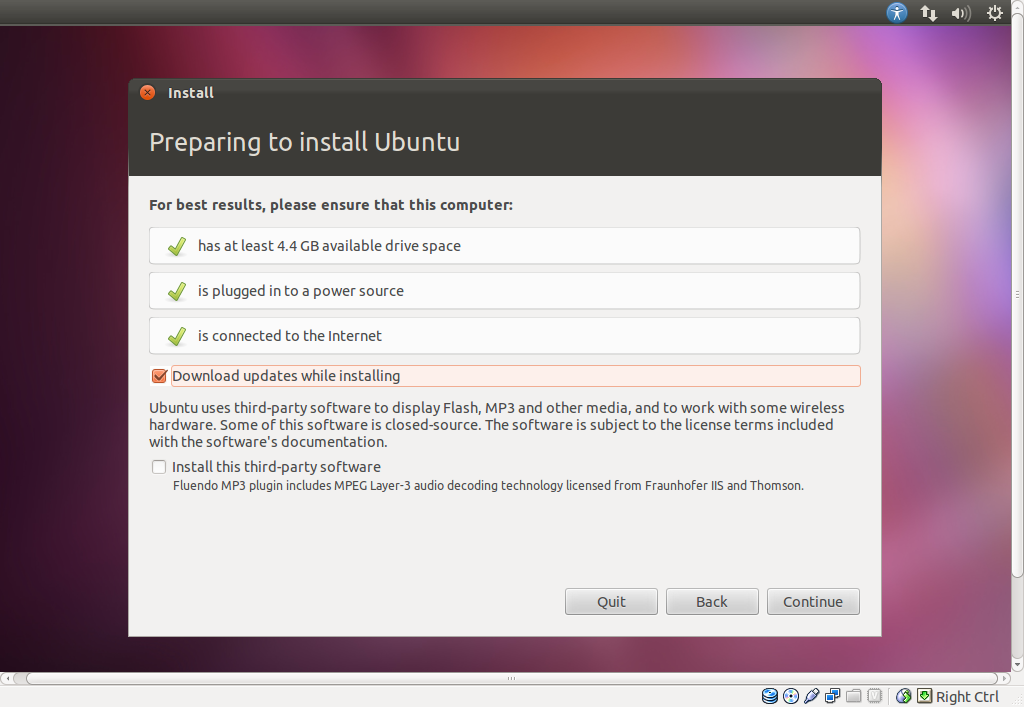 Install
Preparing to install Ubuntu
For best results, please ensure that this computer:
has at least 4.4 GB available drive space
is plugged in to a power source
is connected to the Internet
Download updates while installing
Ubuntu uses third-party software to display Flash, MP3 and other media, and to work with some wireless
hardware. Some of this software is closed-source. The software is subject to the license terms included
with the software's documentation.
Install this third-party software
Fluendo MP3 plugin includes MPEG Layer-3 audio decoding technology licensed from Fraunhofer IIS and Thomson.
Quit Back Continue
Right Ctrl